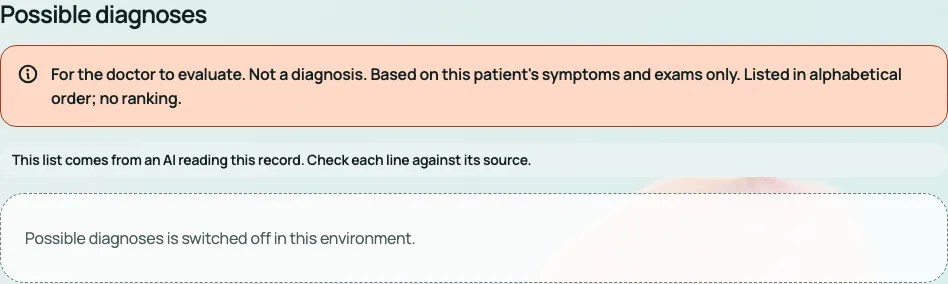 Possible diagnoses
For the doctor to evaluate. Not a diagnosis. Based on this patient's symptoms and exams only. Listed in alphabetical
order; no ranking.
This list comes from an AI reading this record. Check each line against its source.
Possible diagnoses is switched off in this environment.